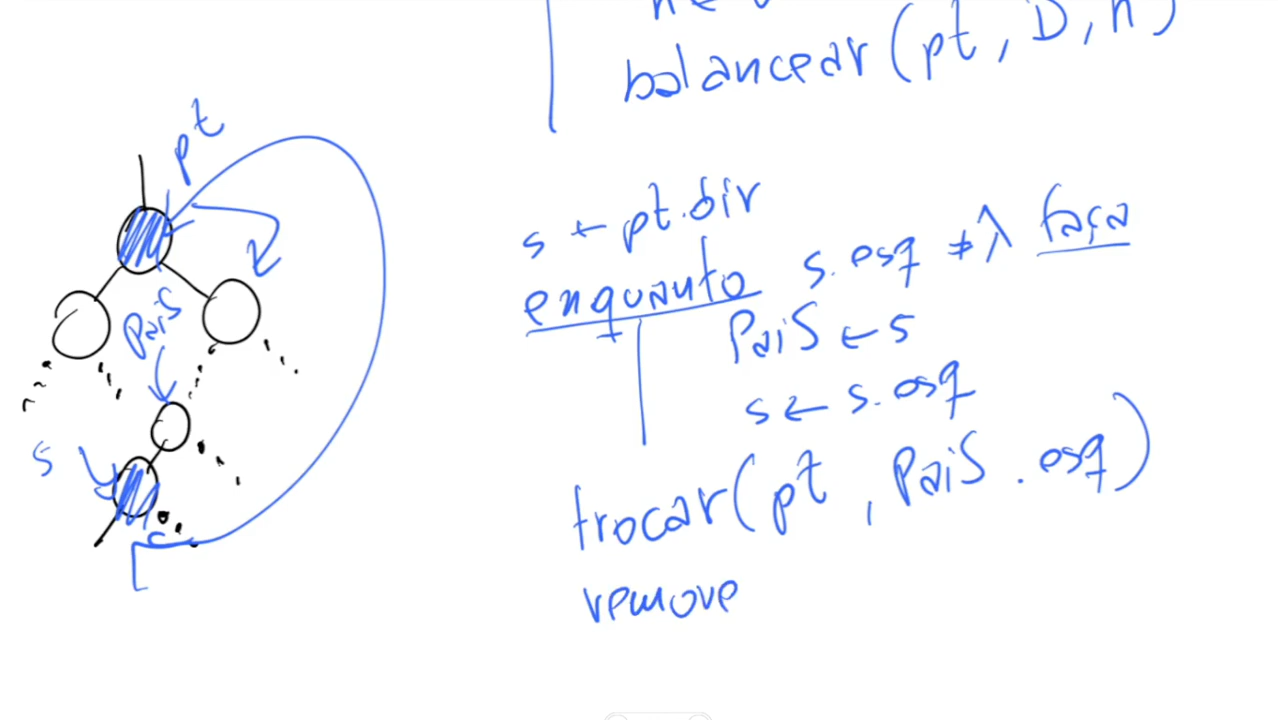 balancear(pt, D, h)
pt
s ← pt.dir
enquanto s.esq ≠ λ faça
PaiS
PaiS ← s
s ← s.esq
s
trocar(pt, PaiS.esq)
remove